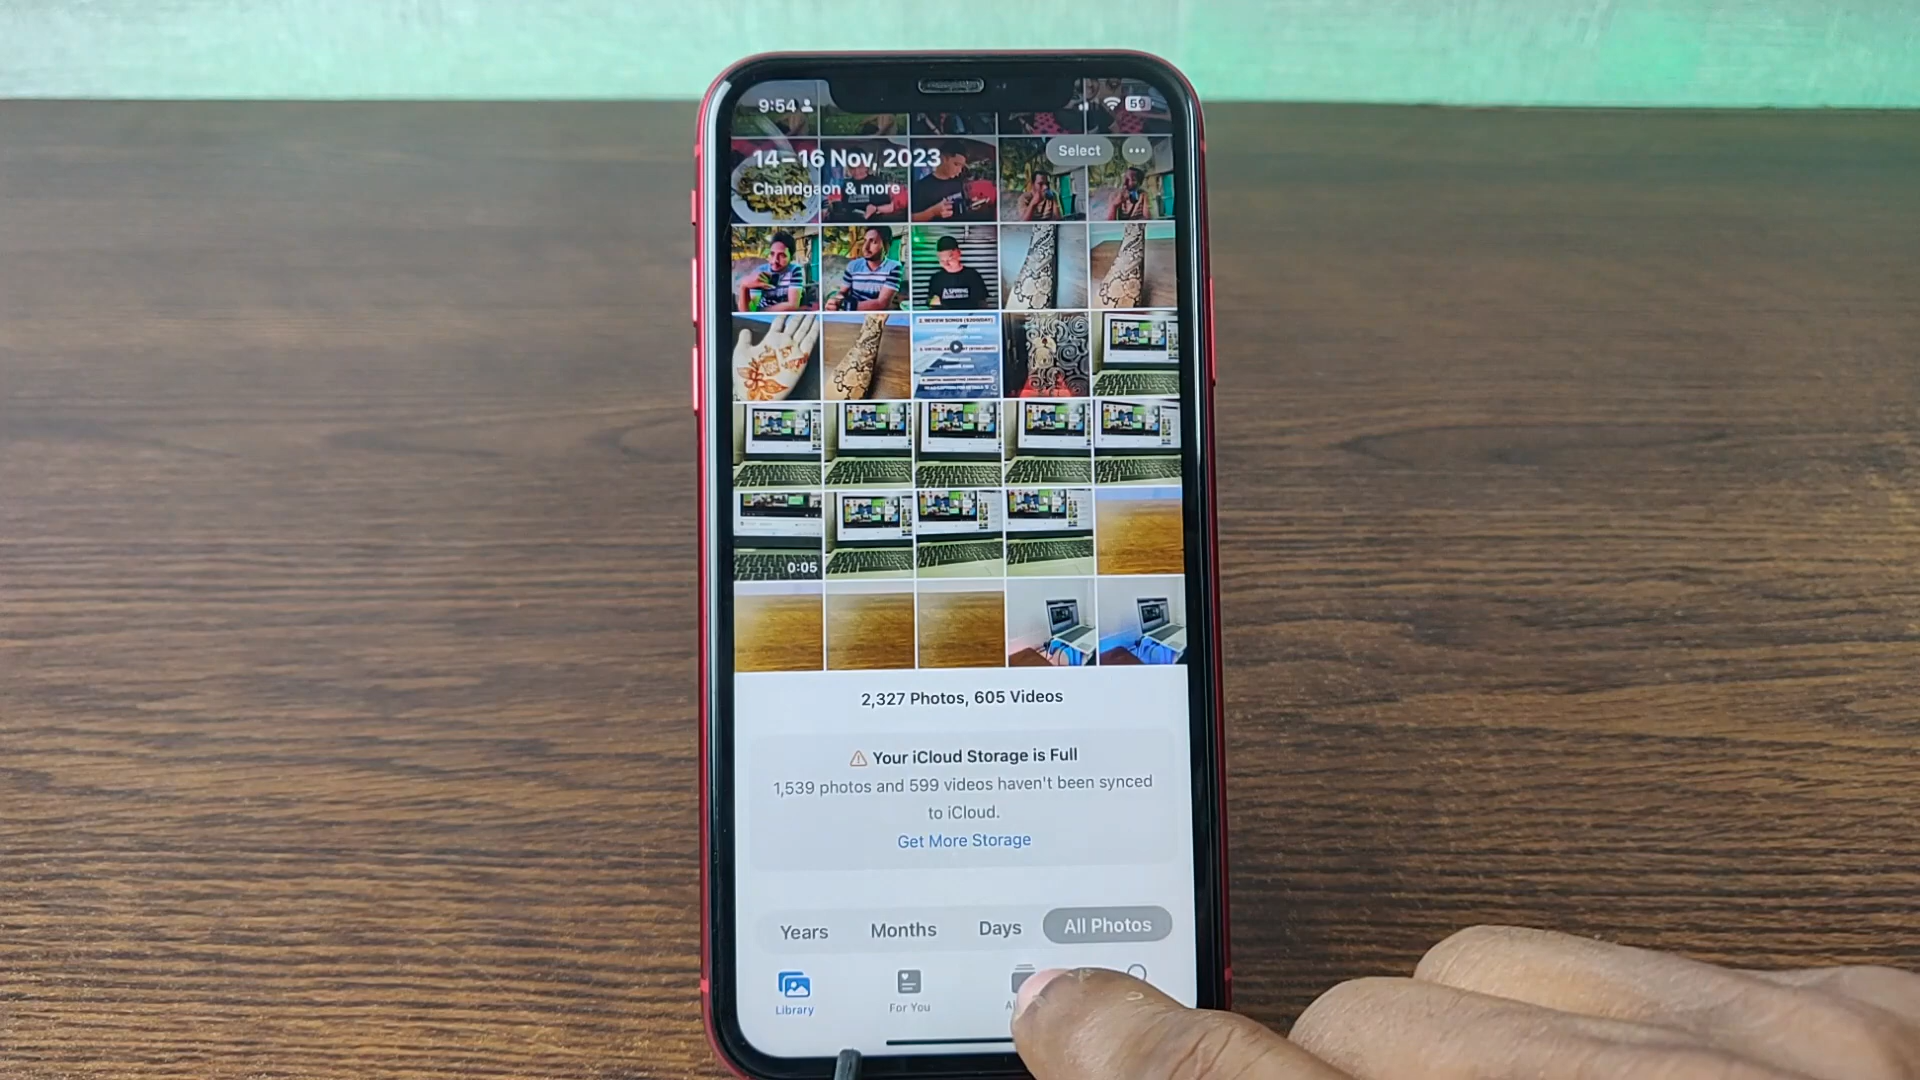 9:54
59
14–16 Nov, 2023
Select
Chandgaon & more
0:05
2,327 Photos, 605 Videos
Your iCloud Storage is Full
1,539 photos and 599 videos haven't been synced
to iCloud.
Get More Storage
Years
Months
Days
All Photos
Library
For You